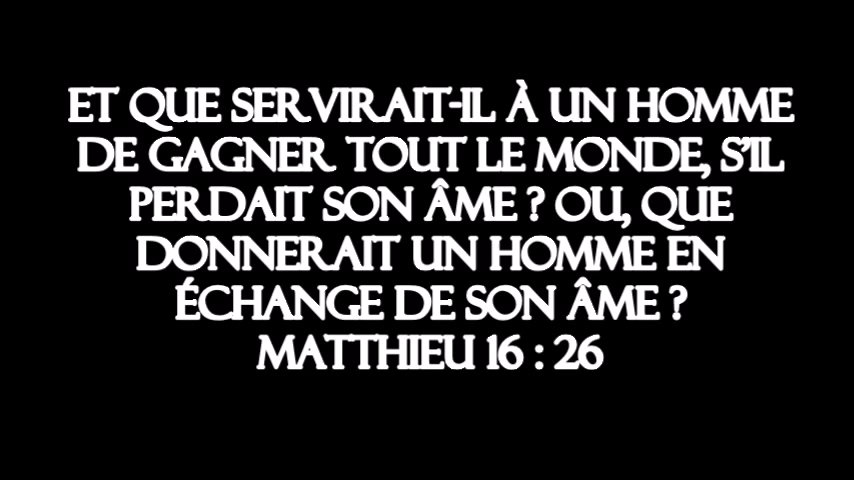 ET QUE SERVIRAIT-IL À UN HOMME
DE GAGNER TOUT LE MONDE, S'IL
PERDAIT SON ÂME ? OU, QUE
DONNERAIT UN HOMME EN
ÉCHANGE DE SON ÂME ?
MATTHIEU 16 : 26